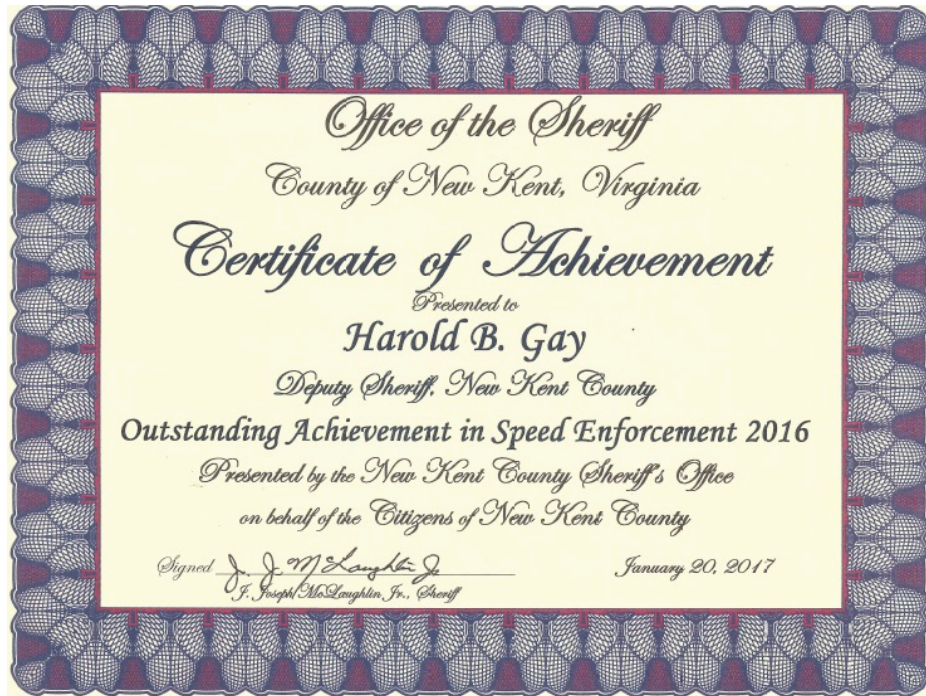 Office of the Sheriff
County of New Kent, Virginia
Certificate of Achievement
Presented to
Harold B. Gay
Deputy Sheriff, New Kent County
Outstanding Achievement in Speed Enforcement 2016
Presented by the New Kent County Sheriff's Office
on behalf of the Citizens of New Kent County
Signed J. J. McLaughlin Jr January 20, 2017
J. Joseph McLaughlin, Jr., Sheriff